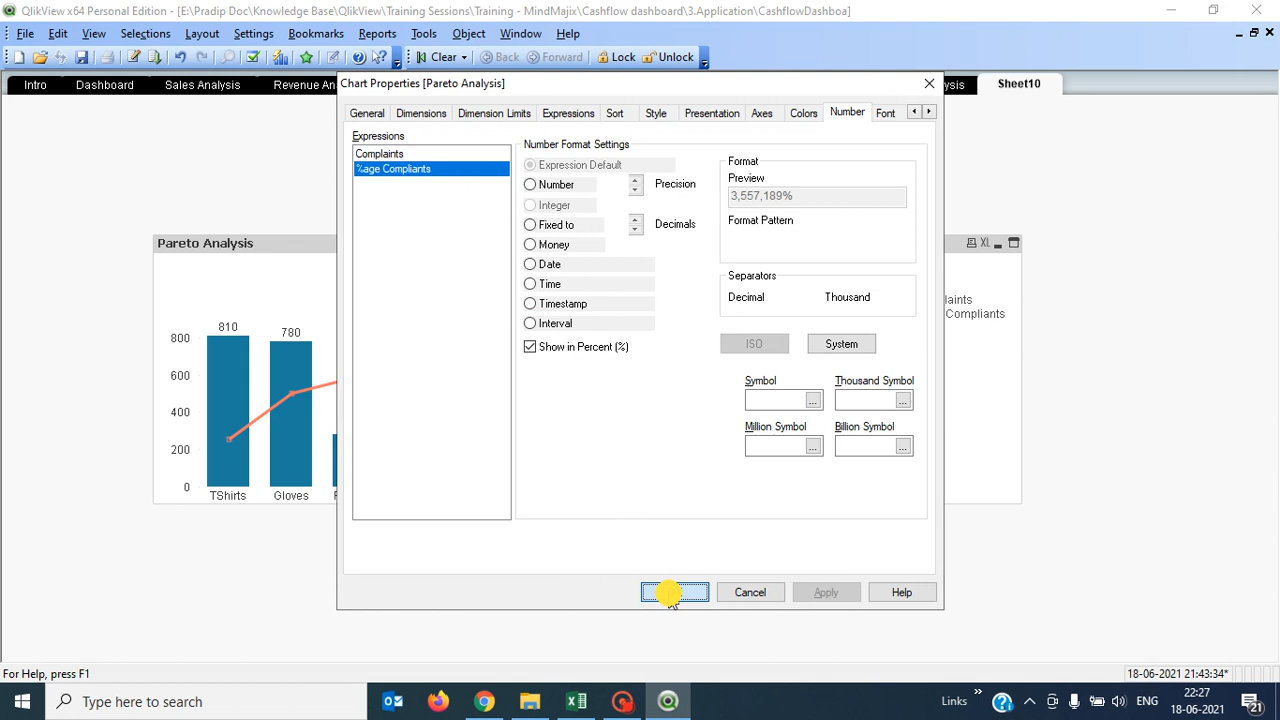 QlikView x64 Personal Edition - [E:\Pradip Doc\Knowledge Base\QlikView\Training Sessions\Training - MindMajix\Cashflow dashboard\3.Application\CashflowDashboa]
File Edit View Selections Layout Settings Bookmarks Reports Tools Object Window Help
Clear Back Forward Lock Unlock
Intro Dashboard Sales Analysis Revenue An ysis Sheet10
Chart Properties [Pareto Analysis]
General Dimensions Dimension Limits Expressions Sort Style Presentation Axes Colors Number Font
Expressions
Complaints
%age Compliants
Number Format Settings
Expression Default
Number Precision
Integer
Fixed to Decimals
Money
Date
Time
Timestamp
Interval
Show in Percent (%)
Format
Preview
3,557,189%
Format Pattern
Separators
Decimal Thousand
ISO System
Symbol Thousand Symbol
... ...
Million Symbol Billion Symbol
... ...
Cancel Apply Help
Pareto Analysis
XL
aints
Compliants
810
780
800
600
400
200
0
TShirts Gloves
For Help, press F1
18-06-2021 21:43:34*
Type here to search
Links » ENG 22:27
18-06-2021
21